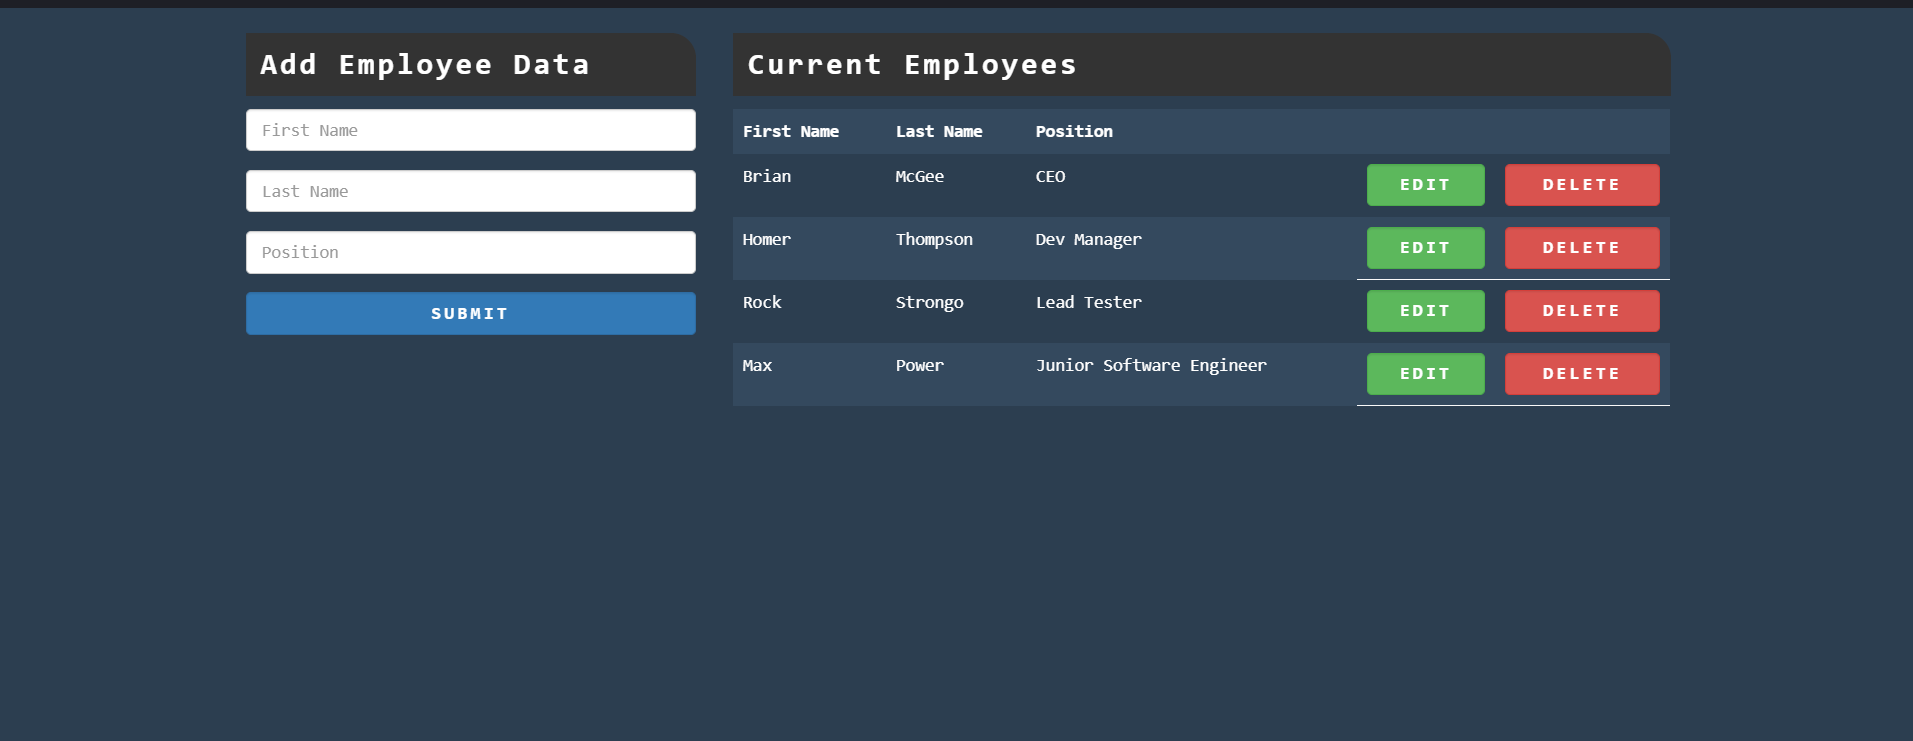 Add Employee Data
First Name
Last Name
Position
SUBMIT
Current Employees
First Name Last Name Position
Brian McGee CEO EDIT DELETE
Homer Thompson Dev Manager EDIT DELETE
Rock Strongo Lead Tester EDIT DELETE
Max Power Junior Software Engineer EDIT DELETE